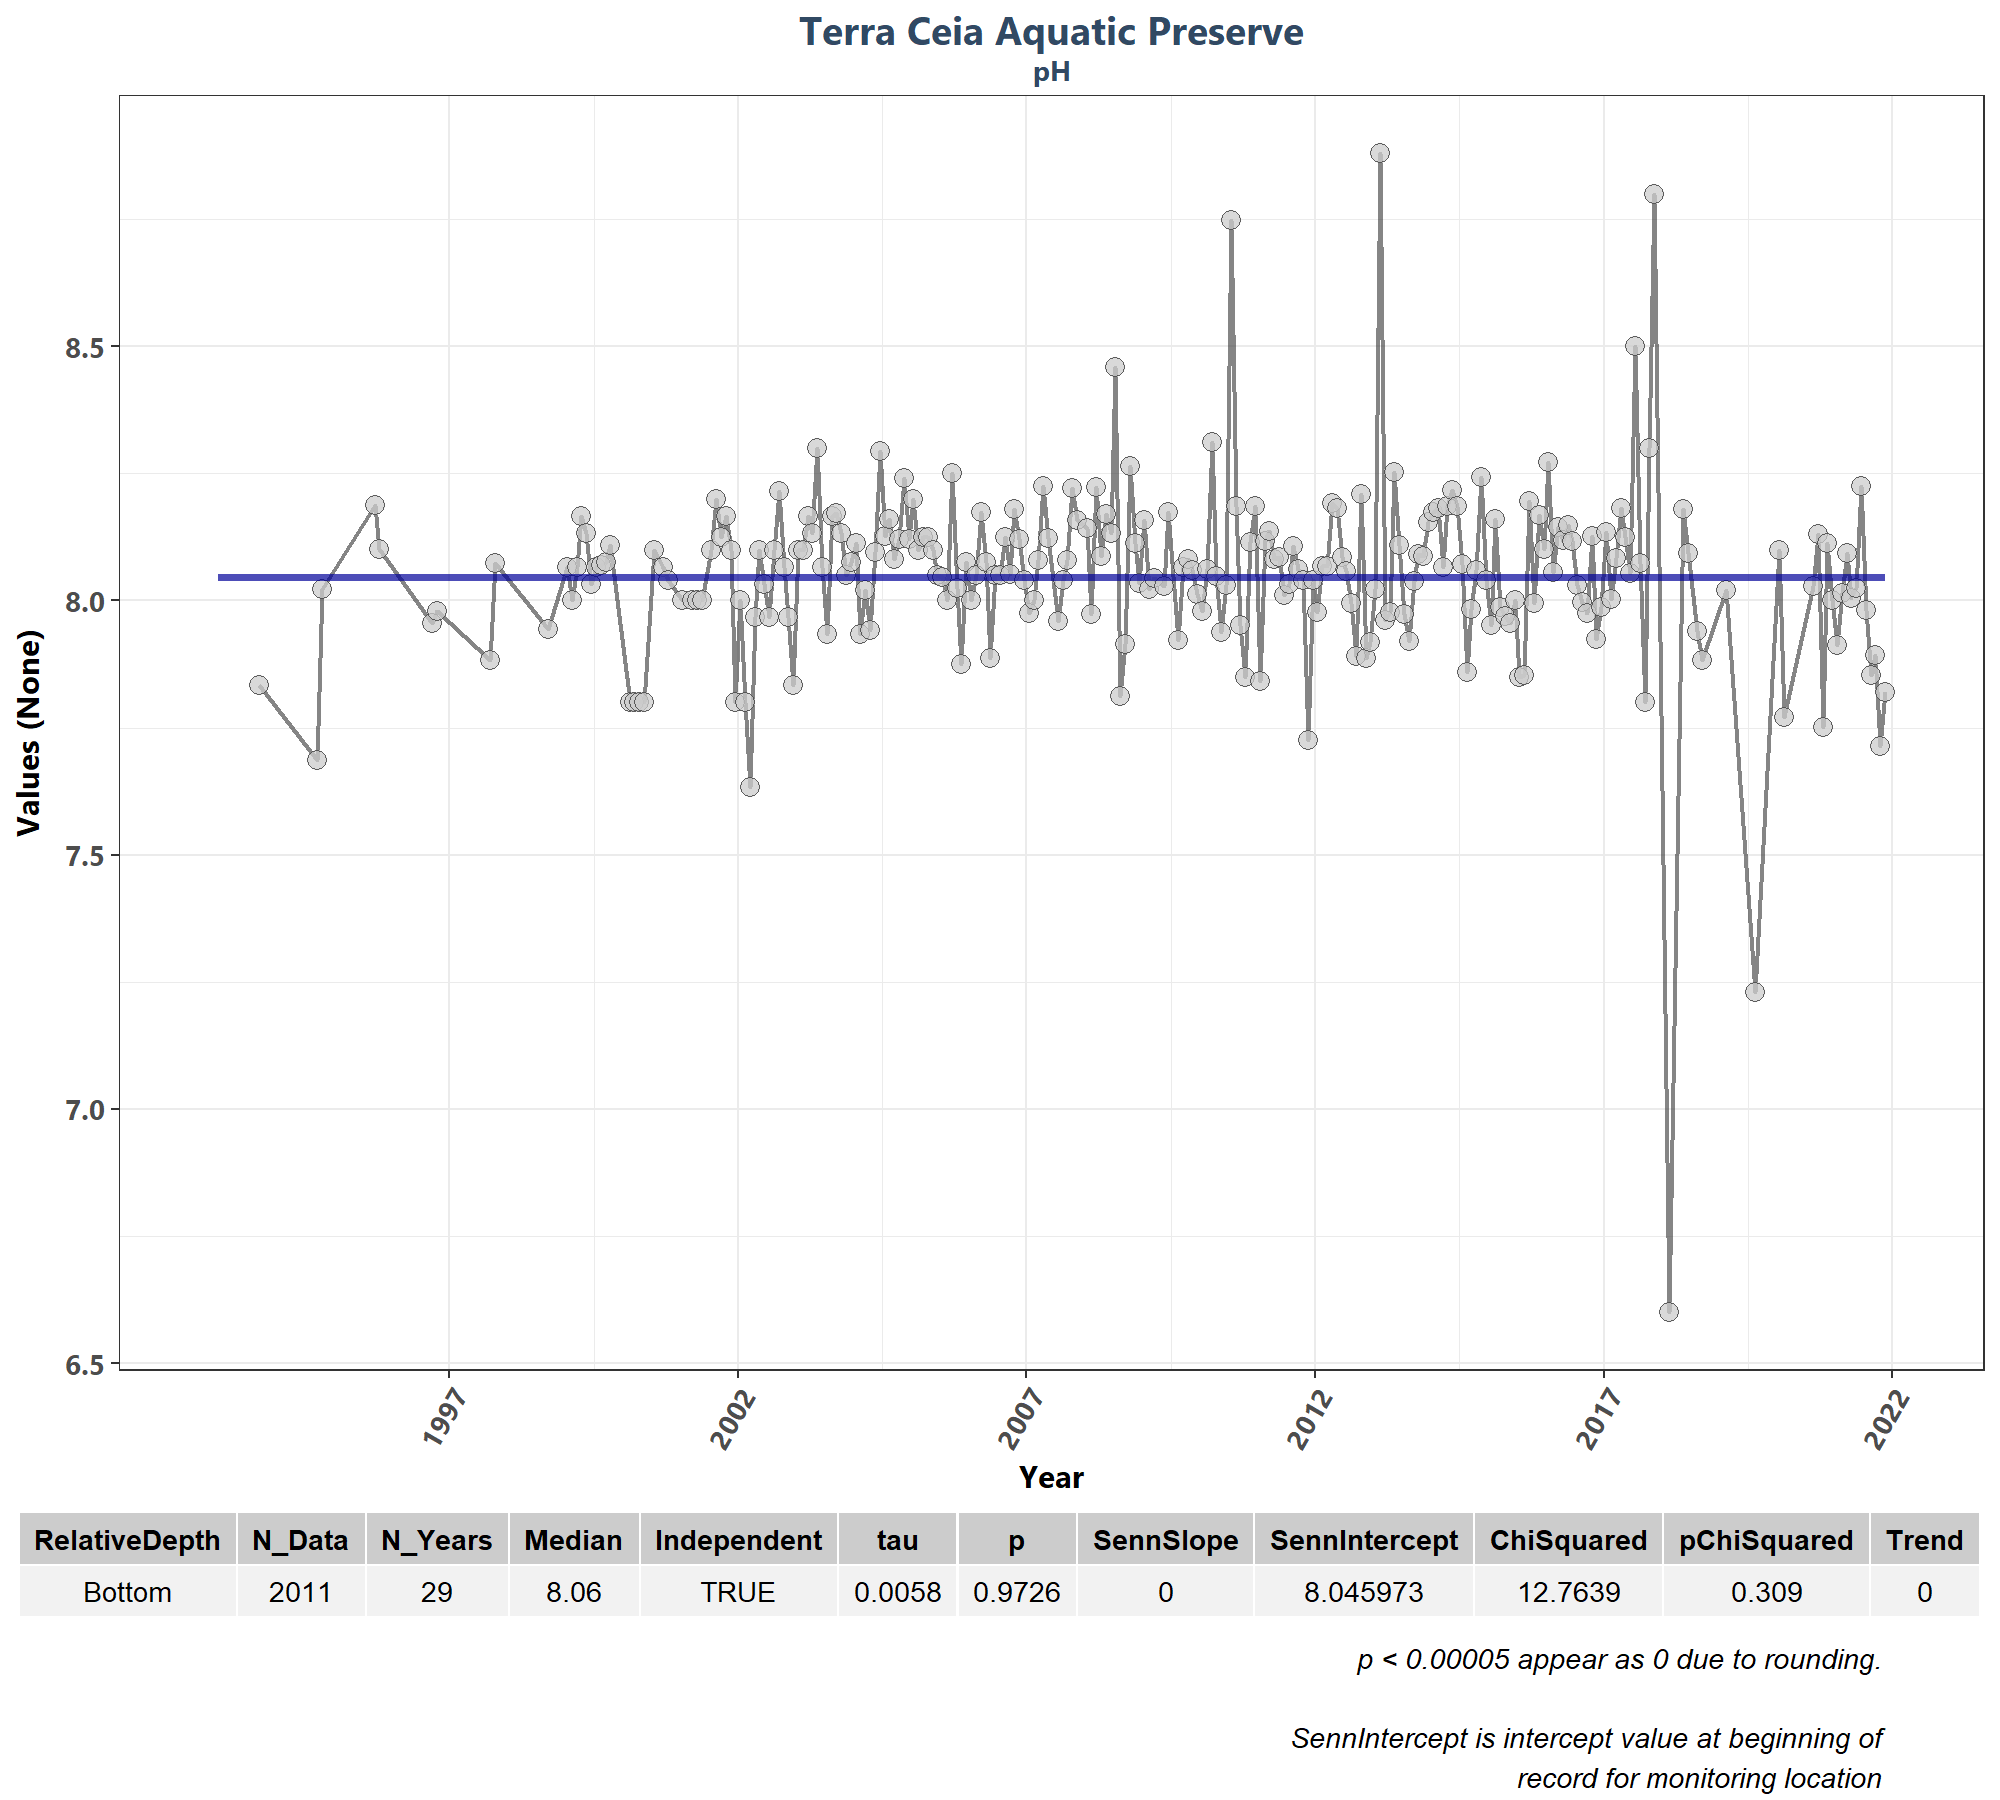 Terra Ceia Aquatic Preserve
pH
Values (None)
8.5
8.0
7.5
7.0
6.5
1997 2002 2007 2012 2017 2022
Year
RelativeDepth N_Data N_Years Median Independent tau p SennSlope SennIntercept ChiSquared pChiSquared Trend
Bottom 2011 29 8.06 TRUE 0.0058 0.9726 0 8.045973 12.7639 0.309 0
p < 0.00005 appear as 0 due to rounding.
SennIntercept is intercept value at beginning of
record for monitoring location